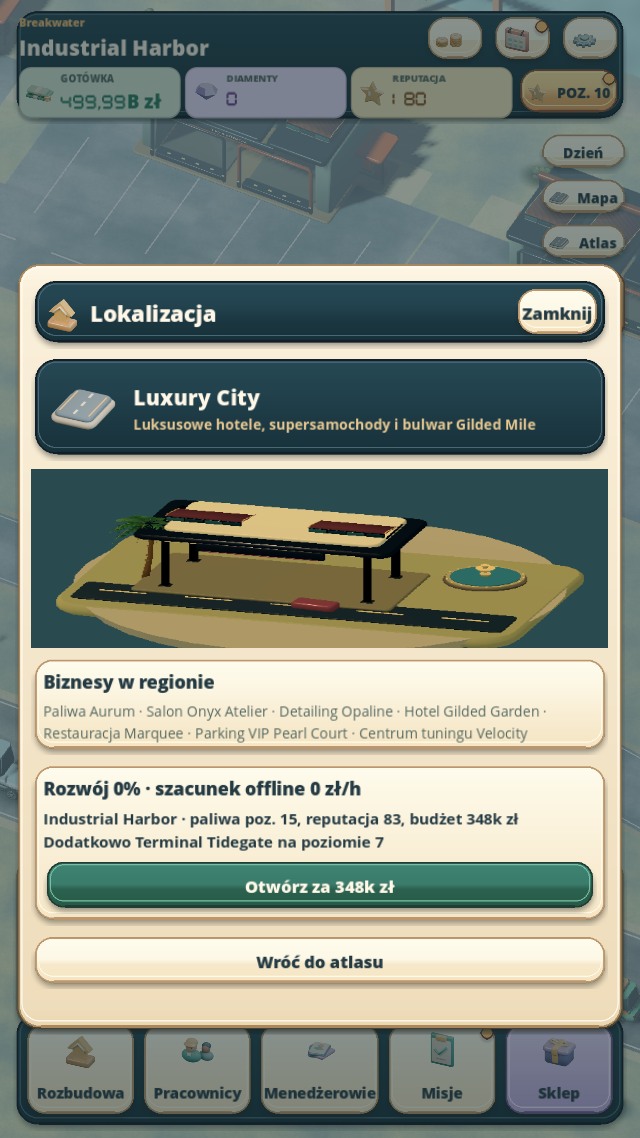 Breakwater
Industrial Harbor
GOTÓWKA
499,99B zł
DIAMENTY
0
REPUTACJA
180
POZ. 10
Dzień
Mapa
Atlas
Lokalizacja
Zamknij
Luxury City
Luksusowe hotele, supersamochody i bulwar Gilded Mile
Biznesy w regionie
Paliwa Aurum · Salon Onyx Atelier · Detailing Opaline · Hotel Gilded Garden ·
Restauracja Marquee · Parking VIP Pearl Court · Centrum tuningu Velocity
Rozwój 0% · szacunek offline 0 zł/h
Industrial Harbor · paliwa poz. 15, reputacja 83, budżet 348k zł
Dodatkowo Terminal Tidegate na poziomie 7
Otwórz za 348k zł
Wróć do atlasu
Rozbudowa
Pracownicy
Menedżerowie
Misje
Sklep